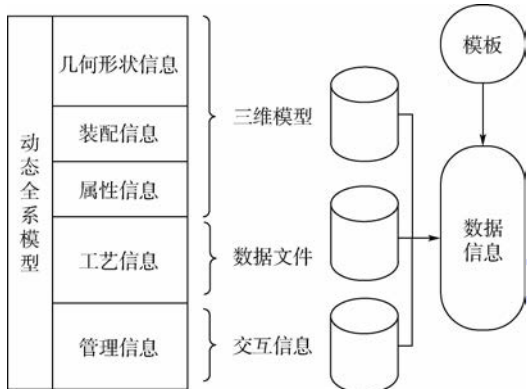 动态全系模型
几何形状信息
装配信息
属性信息
工艺信息
管理信息
三维模型
数据文件
交互信息
模板
数据
信息